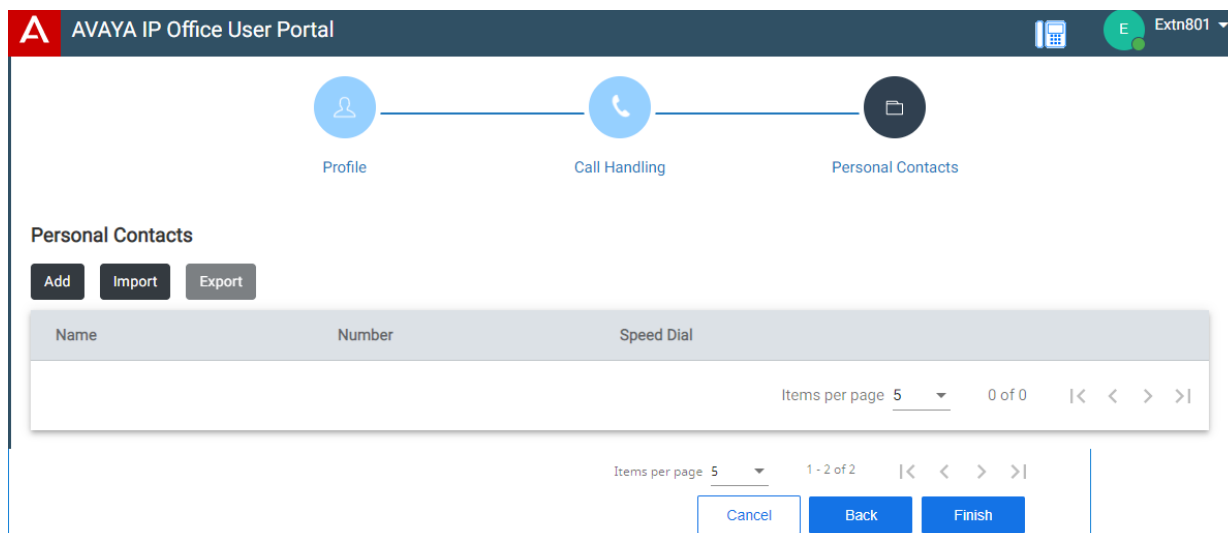 AVAYA IP Office User Portal
E
Extn801
Profile
Call Handling
Personal Contacts
Personal Contacts
Add Import Export
Name Number Speed Dial
Items per page 5 0 of 0 |< < > >|
Items per page 5 1 - 2 of 2 |< < > >|
Cancel Back Finish